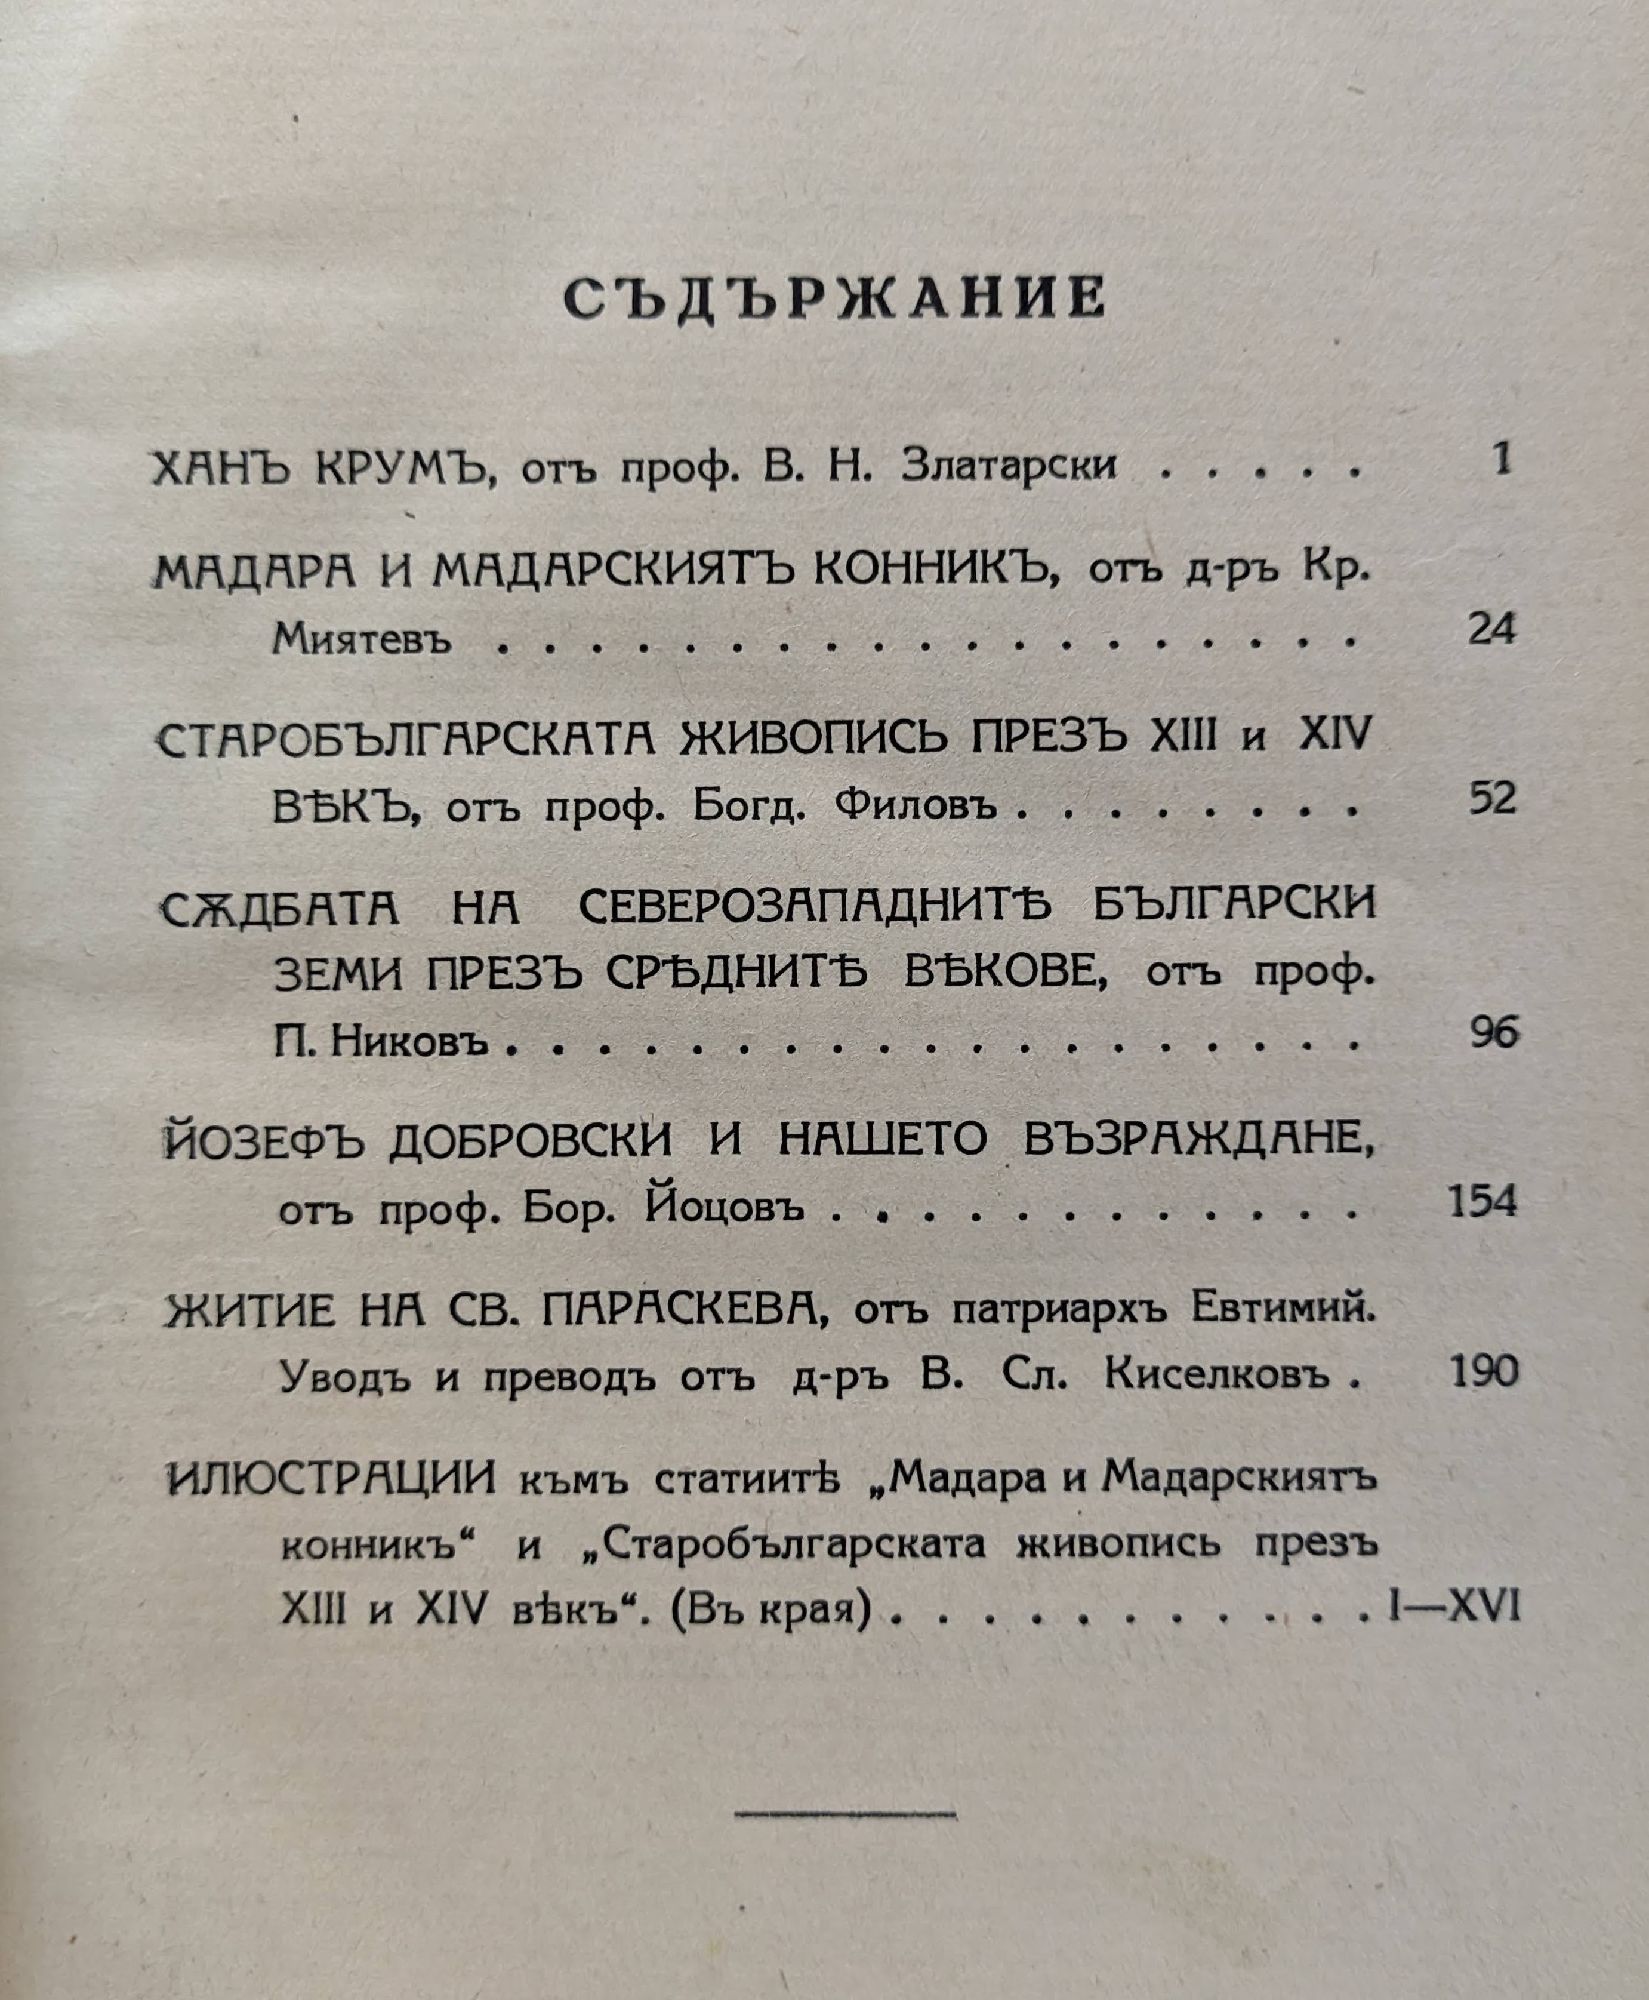 СЪДЪРЖАНИЕ
ХАНЪ КРУМЪ, отъ проф. В. Н. Златарски . . . . . 1
МАДАРА И МАДАРСКИЯТЪ КОННИКЪ, отъ д-ръ Кр.
Миятевъ . . . . . . . . . . . . . . . . . . . 24
СТАРОБЪЛГАРСКАТА ЖИВОПИСЬ ПРЕЗЪ XIII и XIV
ВѢКЪ, отъ проф. Богд. Филовъ . . . . . . . . 52
СѪДБАТА НА СЕВЕРОЗАПАДНИТѢ БЪЛГАРСКИ
ЗЕМИ ПРЕЗЪ СРѢДНИТѢ ВѢКОВЕ, отъ проф.
П. Никовъ . . . . . . . . . . . . . . . . . . . 96
ЙОЗЕФЪ ДОБРОВСКИ И НАШЕТО ВЪЗРАЖДАНЕ,
отъ проф. Бор. Йоцовъ . . . . . . . . . . . . 154
ЖИТИЕ НА СВ. ПАРАСКЕВА, отъ патриархъ Евтимий.
Уводъ и преводъ отъ д-ръ В. Сл. Киселковъ . 190
ИЛЮСТРАЦИИ къмъ статиитѣ „Мадара и Мадарскиятъ
конникъ“ и „Старобългарската живопись презъ
XIII и XIV вѣкъ“. (Въ края) . . . . . . . . . . . I—XVI